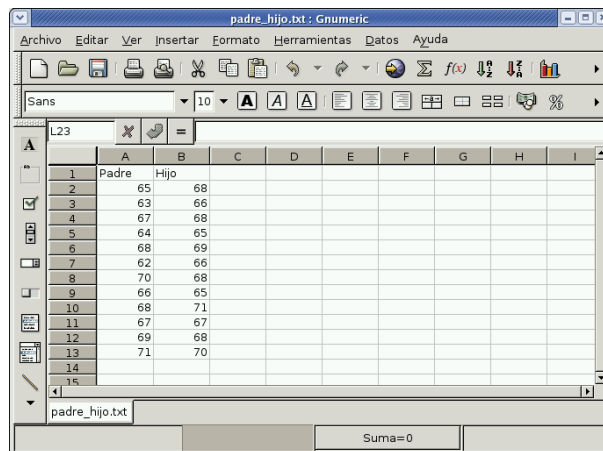 padre_hijo.txt : Gnumeric
Archivo Editar Ver Insertar Formato Herramientas Datos Ayuda
Sans 10 A A A
L23 =
A B C D E F G H I
1 Padre Hijo
2 65 68
3 63 66
4 67 68
5 64 65
6 68 69
7 62 66
8 70 68
9 66 65
10 68 71
11 67 67
12 69 68
13 71 70
14
15
padre_hijo.txt
Suma=0